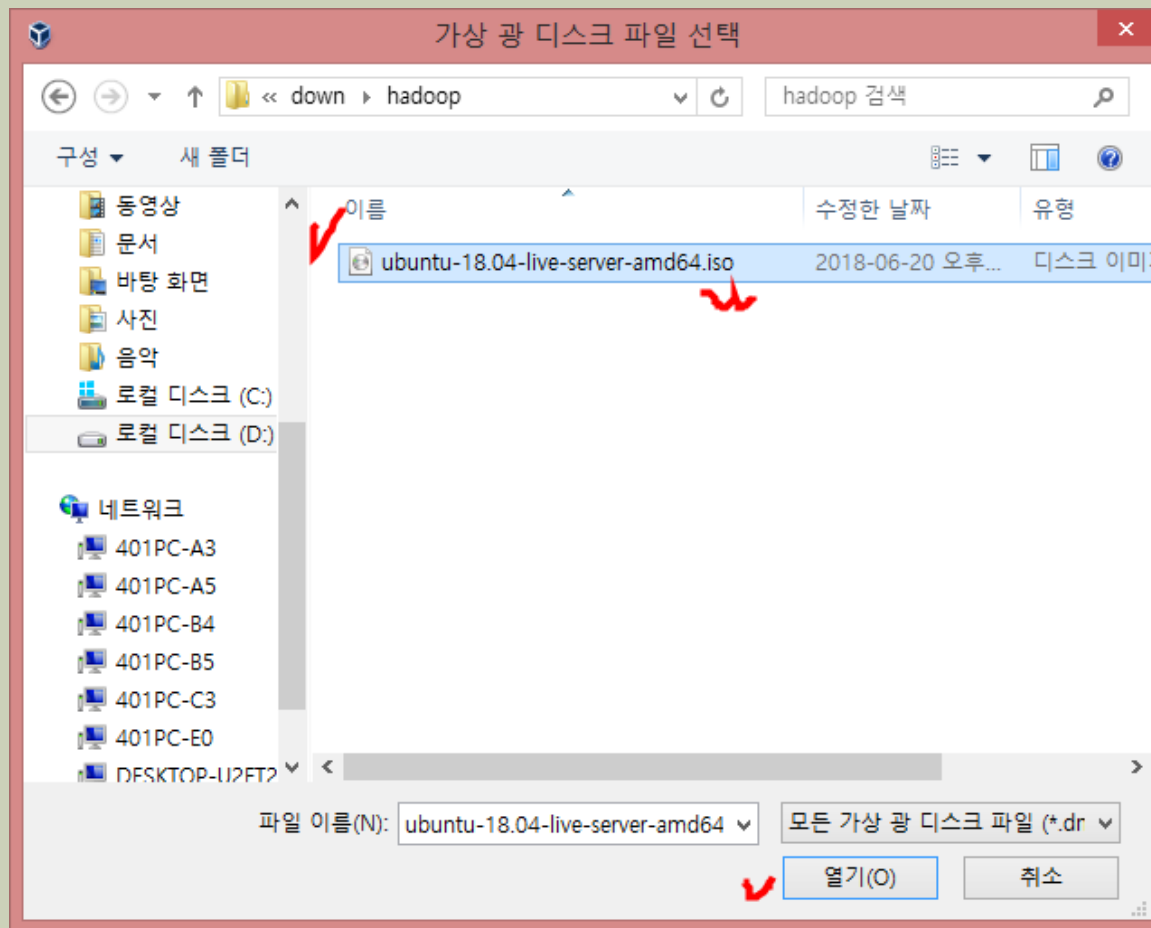 가상 광 디스크 파일 선택
« down hadoop
hadoop 검색
구성
새 폴더
이름
수정한 날짜
유형
ubuntu-18.04-live-server-amd64.iso
2018-06-20 오후...
디스크 이미
동영상
문서
바탕 화면
사진
음악
로컬 디스크 (C:)
로컬 디스크 (D:)
네트워크
401PC-A3
401PC-A5
401PC-B4
401PC-B5
401PC-C3
401PC-E0
DESKTOP-U2FT2
파일 이름(N):
ubuntu-18.04-live-server-amd64
모든 가상 광 디스크 파일 (*.dr
열기(O)
취소